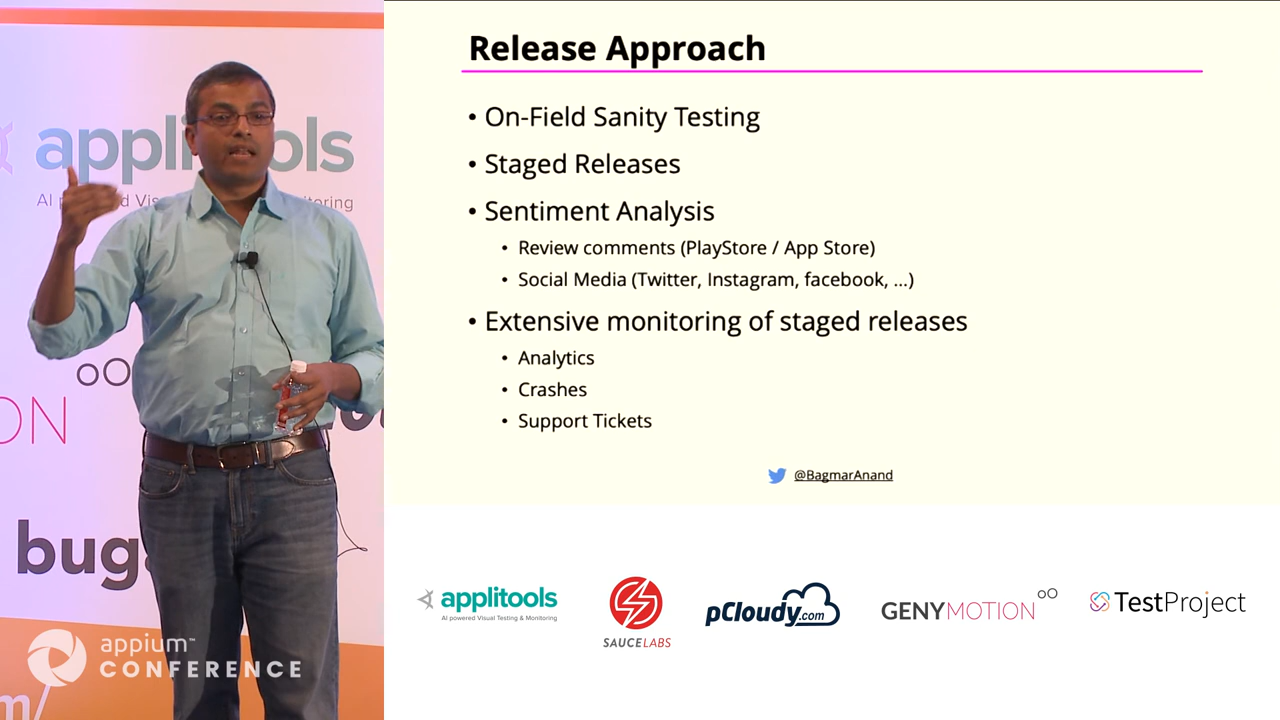 Release Approach
• On-Field Sanity Testing
• Staged Releases
• Sentiment Analysis
• Review comments (PlayStore / App Store)
• Social Media (Twitter, Instagram, facebook, ...)
• Extensive monitoring of staged releases
• Analytics
• Crashes
• Support Tickets
@BagmarAnand
applitools
AI powered Visual Testing & Monitoring
SAUCELABS
pCloudy.com
GENYMOTION
TestProject
appium™
CONFERENCE